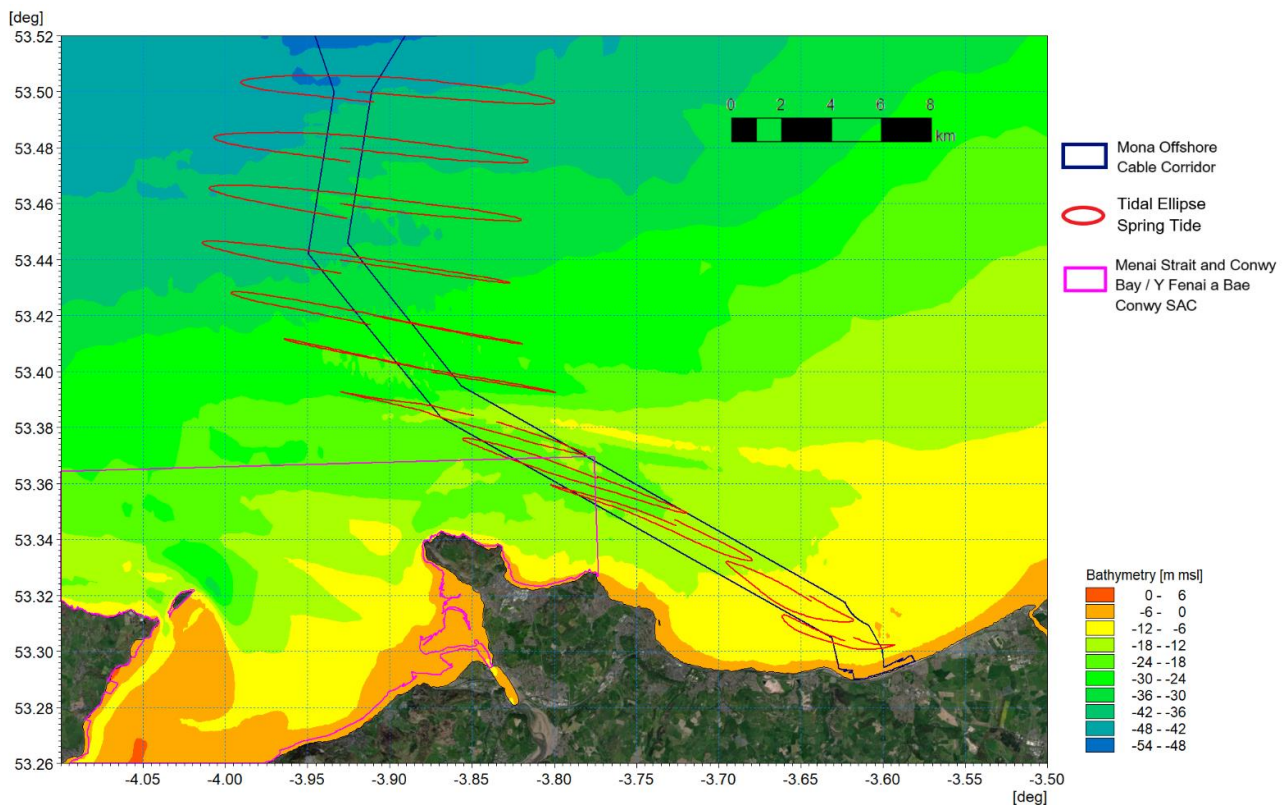 [deg]
53.52
53.50
53.48
53.46
53.44
53.42
53.40
53.38
53.36
53.34
53.32
53.30
53.28
53.26
0 2 4 6 8
km
Mona Offshore
Cable Corridor
Tidal Ellipse
Spring Tide
Menai Strait and Conwy
Bay / Y Fenai a Bae
Conwy SAC
Bathymetry [m msl]
0 - 6
-6 - 0
-12 - -6
-18 - -12
-24 - -18
-30 - -24
-36 - -30
-42 - -36
-48 - -42
-54 - -48
-4.05 -4.00 -3.95 -3.90 -3.85 -3.80 -3.75 -3.70 -3.65 -3.60 -3.55 -3.50
[deg]